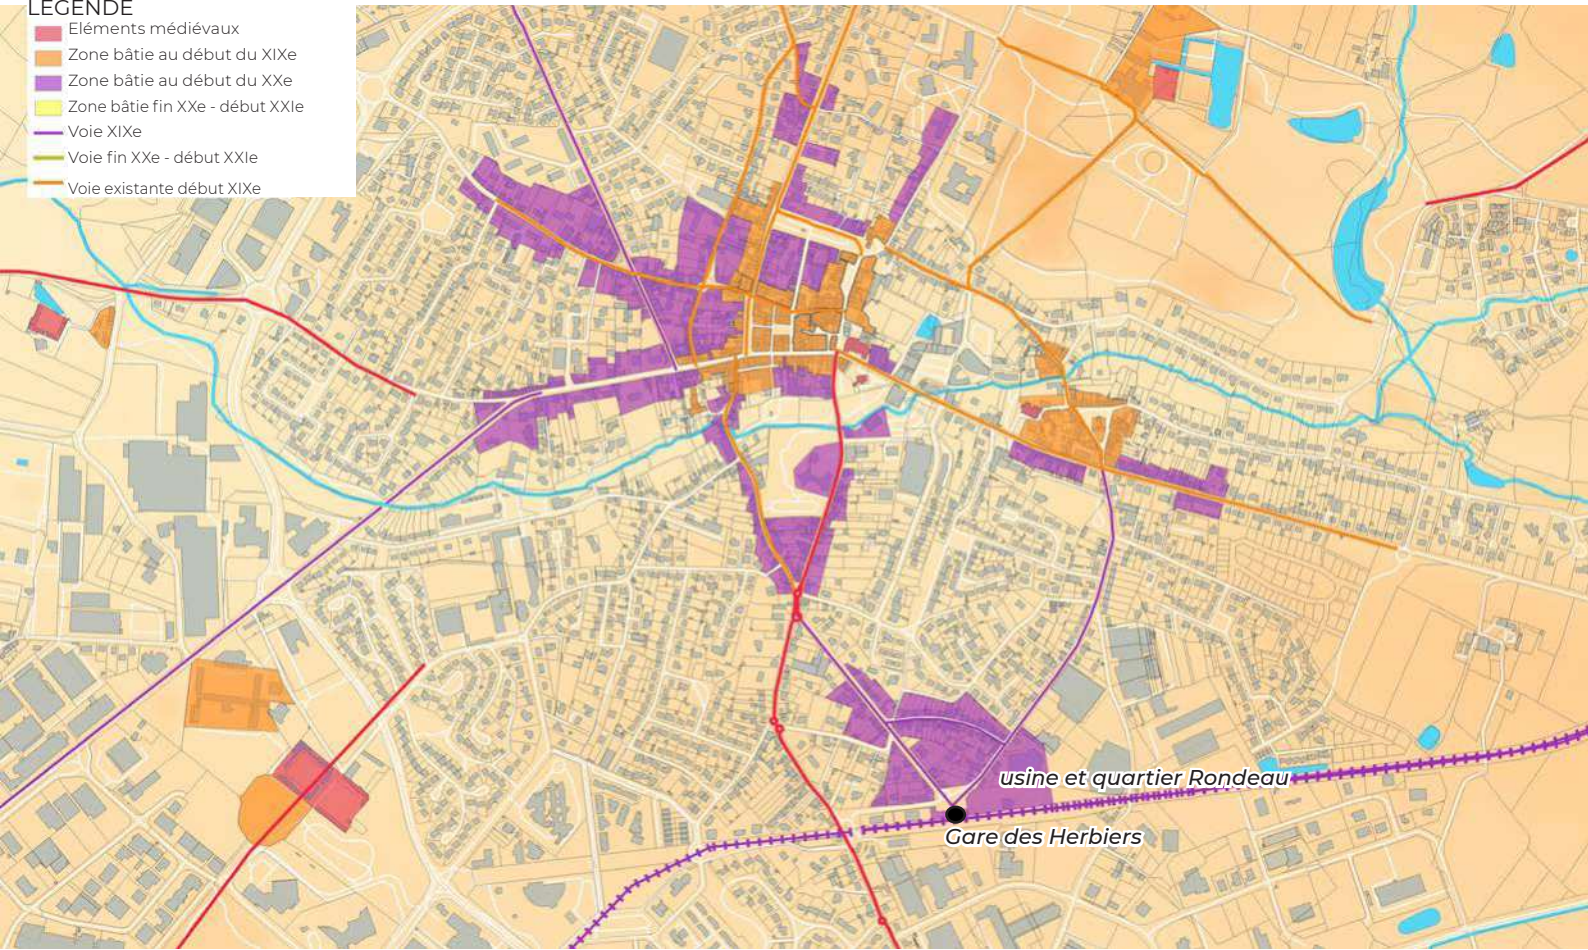 LEGENDE
Eléments médiévaux
Zone bâtie au début du XIXe
Zone bâtie au début du XXe
Zone bâtie fin XXe - début XXIe
Voie XIXe
Voie fin XXe - début XXIe
Voie existante début XIXe
usine et quartier Rondeau
Gare des Herbiers